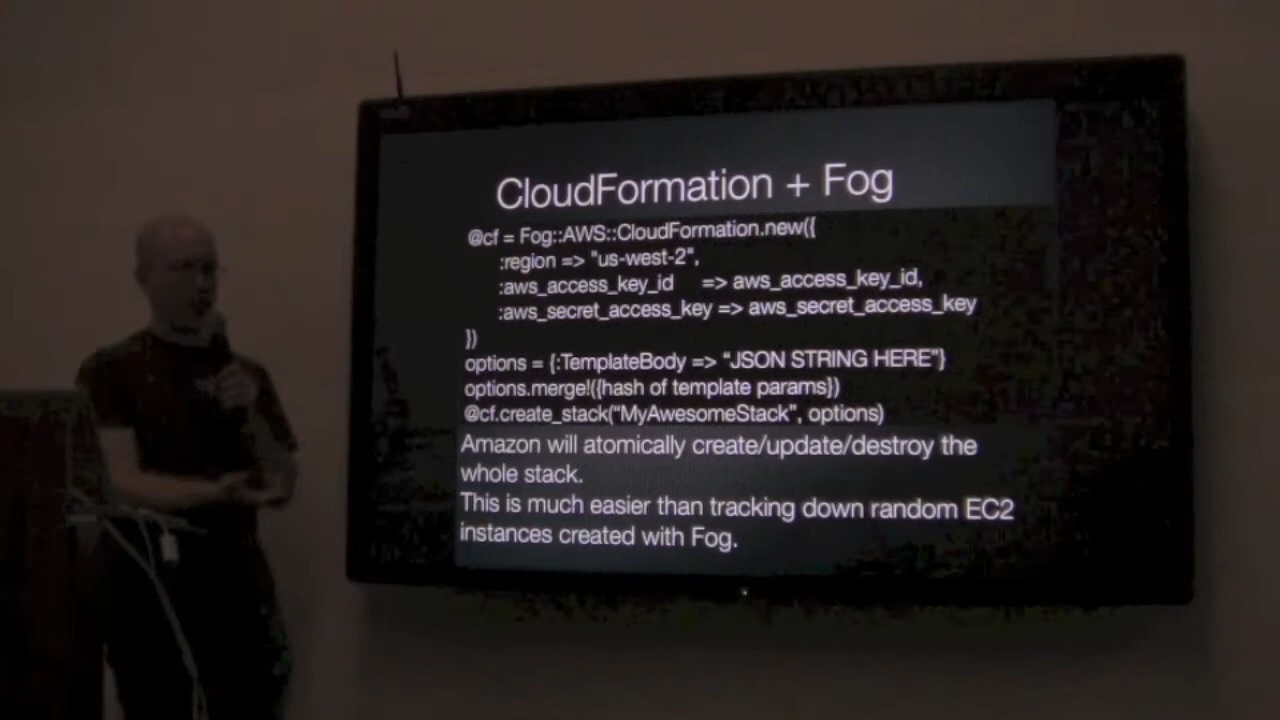 CloudFormation + Fog
@cf = Fog::AWS::CloudFormation.new({
:region => "us-west-2",
:aws_access_key_id => aws_access_key_id,
:aws_secret_access_key => aws_secret_access_key
})
options = {:TemplateBody => “JSON STRING HERE”}
options.merge!({hash of template params})
@cf.create_stack(“MyAwesomeStack”, options)
Amazon will atomically create/update/destroy the
whole stack.
This is much easier than tracking down random EC2
instances created with Fog.